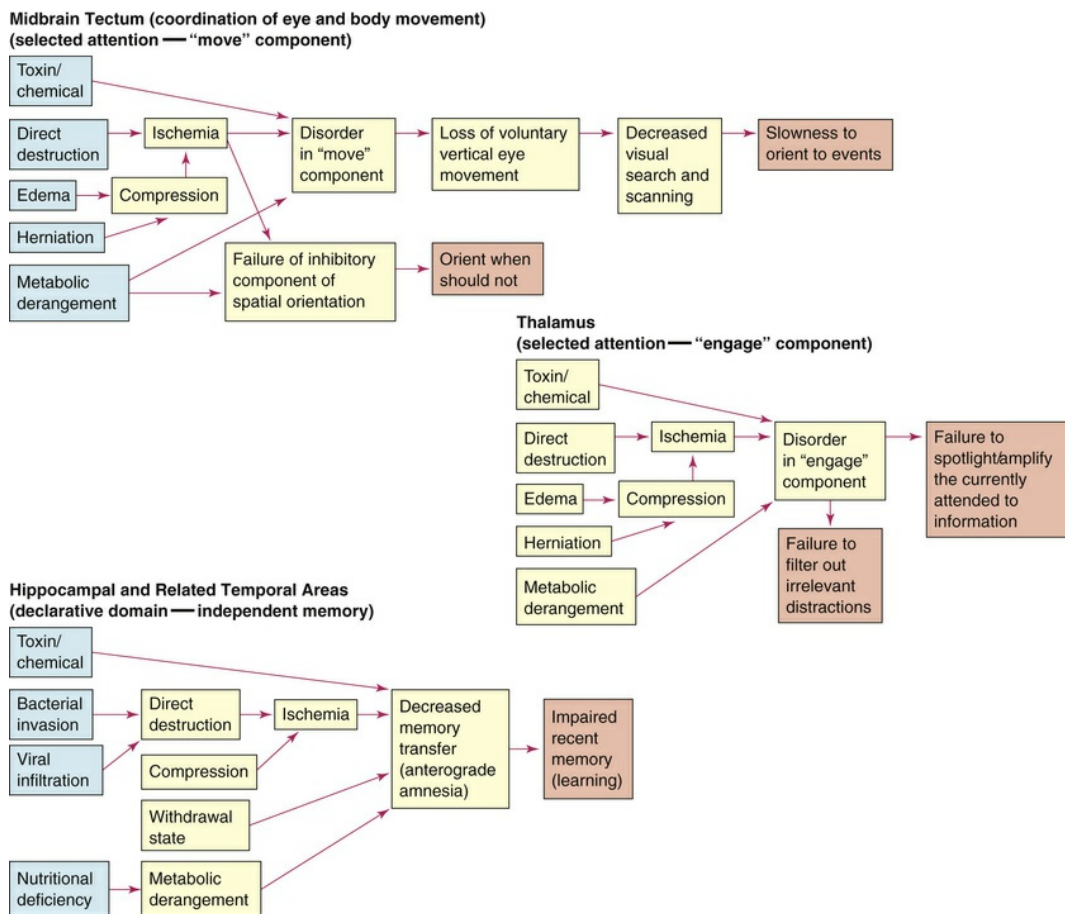 Midbrain Tectum (coordination of eye and body movement)
(selected attention — “move” component)
Toxin/
chemical
Direct
destruction
Ischemia
Disorder
in “move”
component
Loss of voluntary
vertical eye
movement
Decreased
visual
search and
scanning
Slowness to
orient to events
Edema
Compression
Herniation
Metabolic
derangement
Failure of inhibitory
component of
spatial orientation
Orient when
should not
Thalamus
(selected attention — “engage” component)
Toxin/
chemical
Direct
destruction
Ischemia
Disorder
in “engage”
component
Failure to
spotlight/amplify
the currently
attended to
information
Edema
Compression
Herniation
Failure to
filter out
irrelevant
distractions
Metabolic
derangement
Hippocampal and Related Temporal Areas
(declarative domain — independent memory)
Toxin/
chemical
Bacterial
invasion
Direct
destruction
Ischemia
Decreased
memory
transfer
(anterograde
amnesia)
Impaired
recent
memory
(learning)
Viral
infiltration
Compression
Withdrawal
state
Nutritional
deficiency
Metabolic
derangement